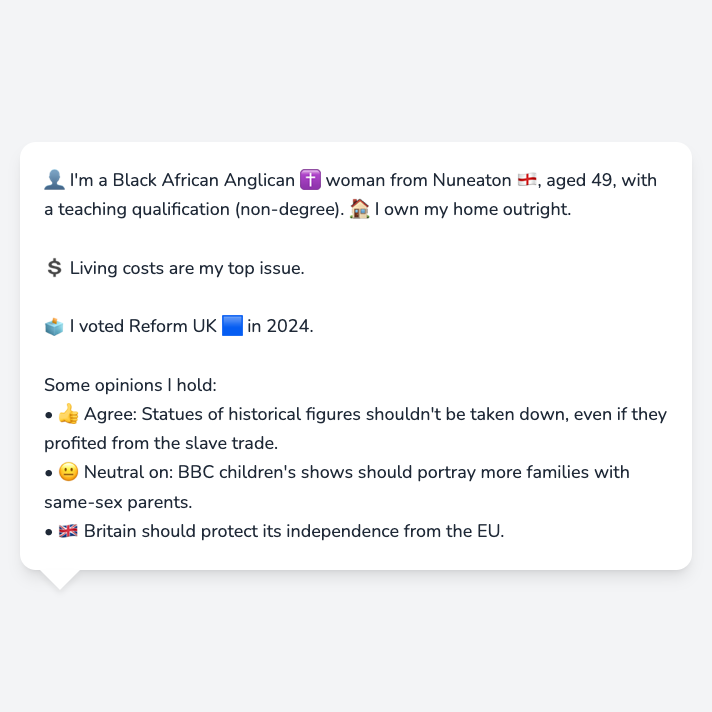 👤 I'm a Black African Anglican ✝️ woman from Nuneaton 🏴󠁧󠁢󠁥󠁮󠁧󠁿, aged 49, with
a teaching qualification (non-degree). 🏠 I own my home outright.
💲 Living costs are my top issue.
🗳️ I voted Reform UK 🟦 in 2024.
Some opinions I hold:
• 👍 Agree: Statues of historical figures shouldn't be taken down, even if they
profited from the slave trade.
• 😐 Neutral on: BBC children's shows should portray more families with
same-sex parents.
• 🇬🇧 Britain should protect its independence from the EU.